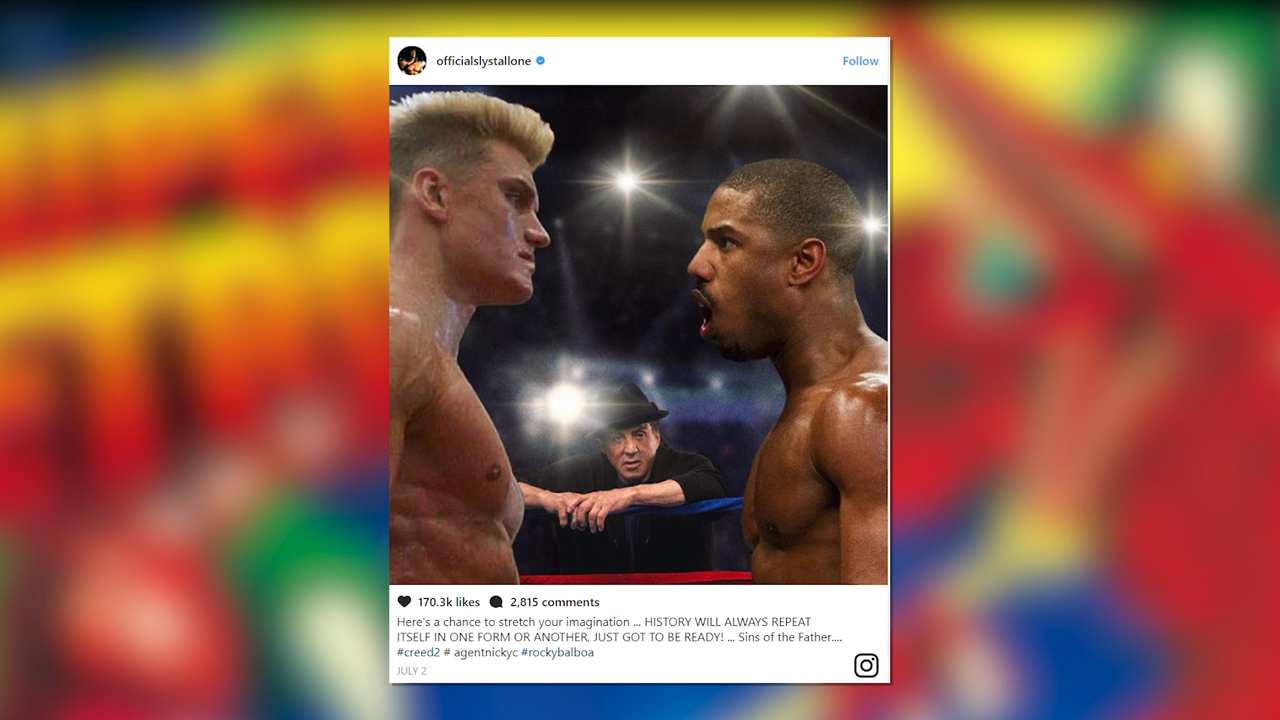 officialslystallone
Follow
170.3k likes 2,815 comments
Here's a chance to stretch your imagination ... HISTORY WILL ALWAYS REPEAT
ITSELF IN ONE FORM OR ANOTHER, JUST GOT TO BE READY! ... Sins of the Father....
#creed2 # agentnickyc #rockybalboa
JULY 2